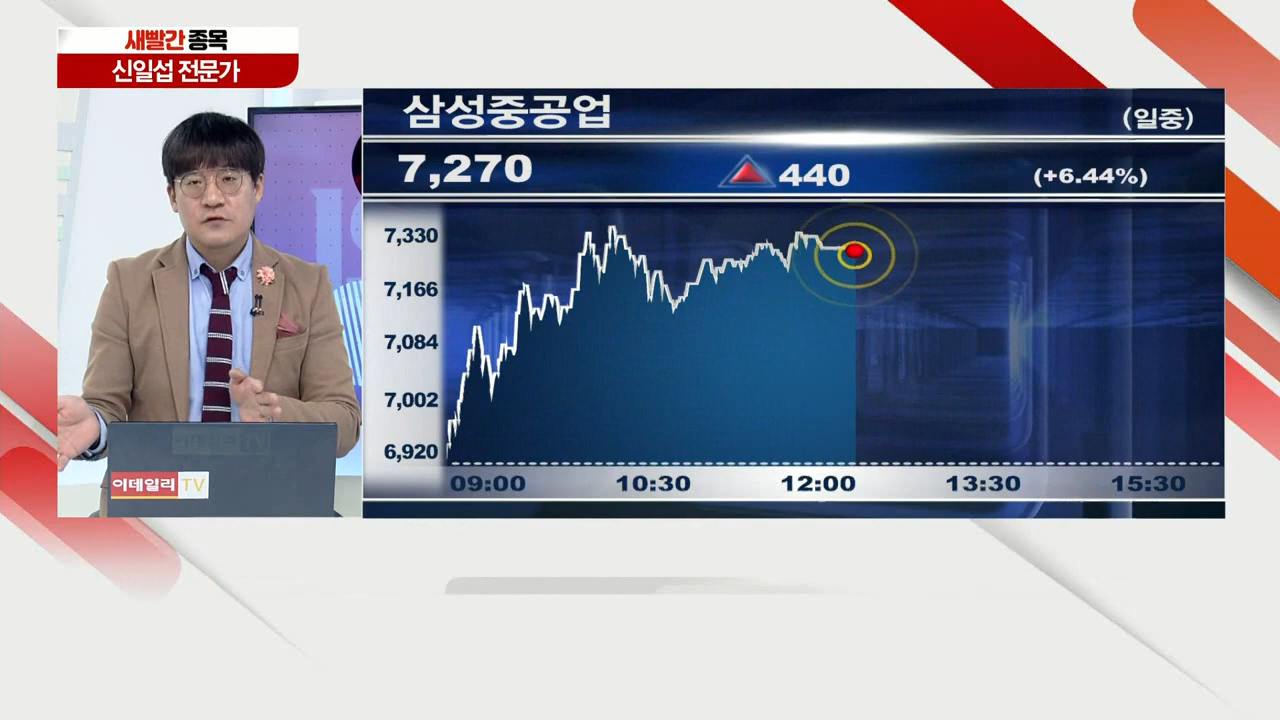 새빨간 종목
신일섭 전문가
삼성중공업
(일중)
7,270
440
(+6.44%)
7,330
7,166
7,084
7,002
6,920
09:00
10:30
12:00
13:30
15:30
이데일리 TV